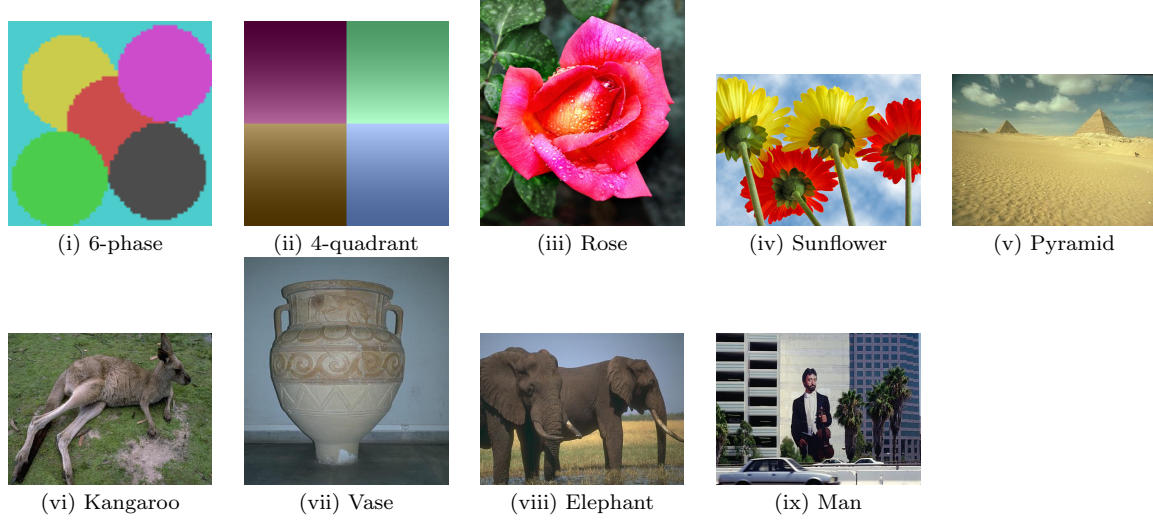 (i) 6-phase
(ii) 4-quadrant
(iii) Rose
(iv) Sunflower
(v) Pyramid
(vi) Kangaroo
(vii) Vase
(viii) Elephant
(ix) Man